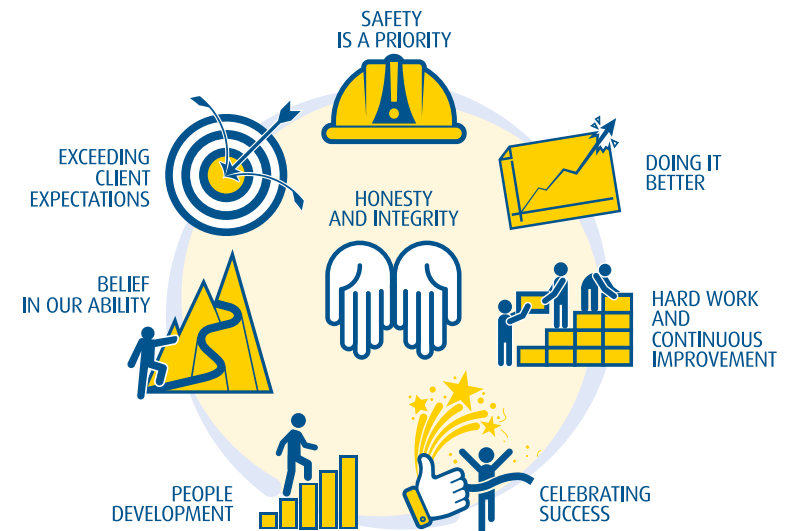 SAFETY
IS A PRIORITY
EXCEEDING
CLIENT
EXPECTATIONS
DOING IT
BETTER
HONESTY
AND INTEGRITY
BELIEF
IN OUR ABILITY
HARD WORK
AND
CONTINUOUS
IMPROVEMENT
PEOPLE
DEVELOPMENT
CELEBRATING
SUCCESS